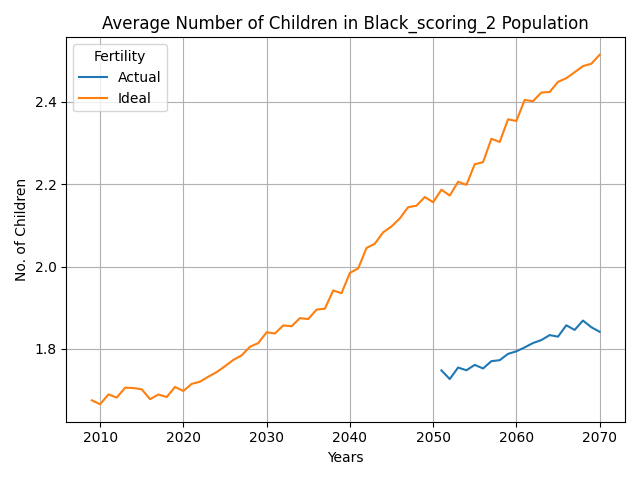 Average Number of Children in Black_scoring_2 Population
Fertility
Actual
Ideal
No. of Children
2.4
2.2
2.0
1.8
2010 2020 2030 2040 2050 2060 2070
Years